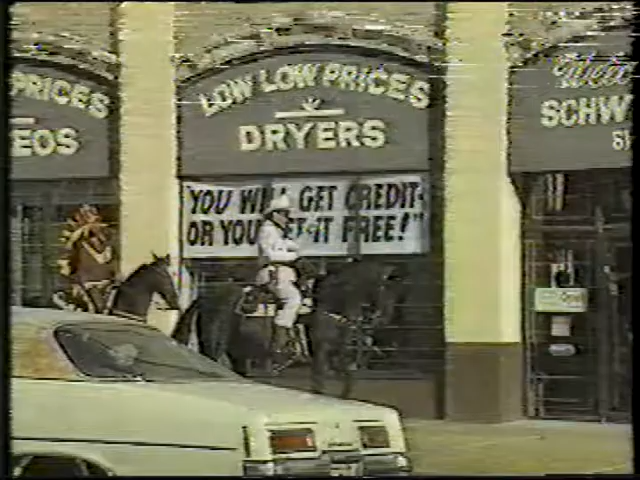 PRICES
EOS
LOW LOW PRICES
DRYERS
"YOU WILL GET CREDIT-
OR YOU GET IT FREE!"
SCHW